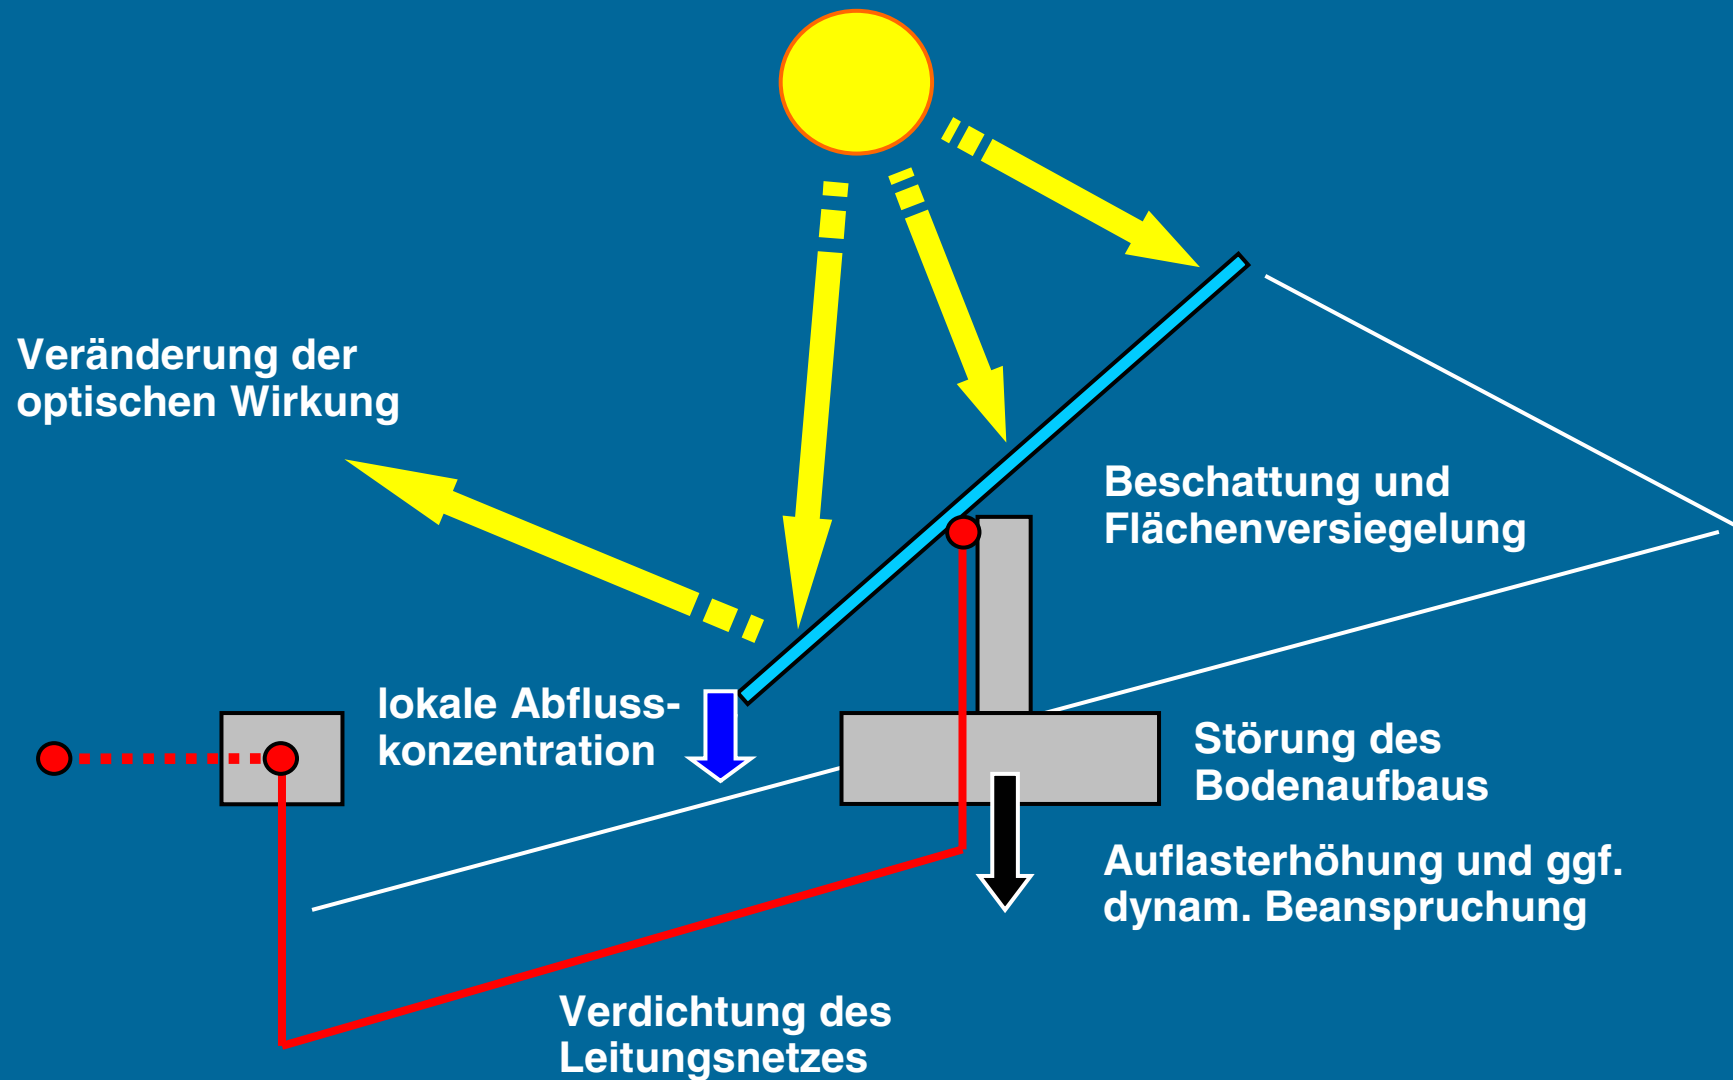 Veränderung der
optischen Wirkung
Beschattung und
Flächenversiegelung
lokale Abfluss-
konzentration
Störung des
Bodenaufbaus
Auflasterhöhung und ggf.
dynam. Beanspruchung
Verdichtung des
Leitungsnetzes